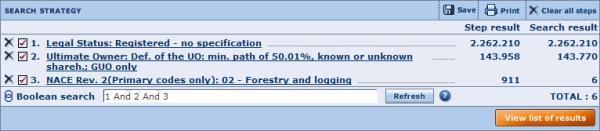 SEARCH STRATEGY Save Print Clear all steps
Step result Search result
1. Legal Status: Registered - no specification 2.262.210 2.262.210
2. Ultimate Owner: Def. of the UO: min. path of 50.01%, known or unknown 143.958 143.770
shareh.; GUO only
3. NACE Rev. 2(Primary codes only): 02 - Forestry and logging 911 6
Boolean search 1 And 2 And 3 Refresh ? TOTAL : 6
View list of results